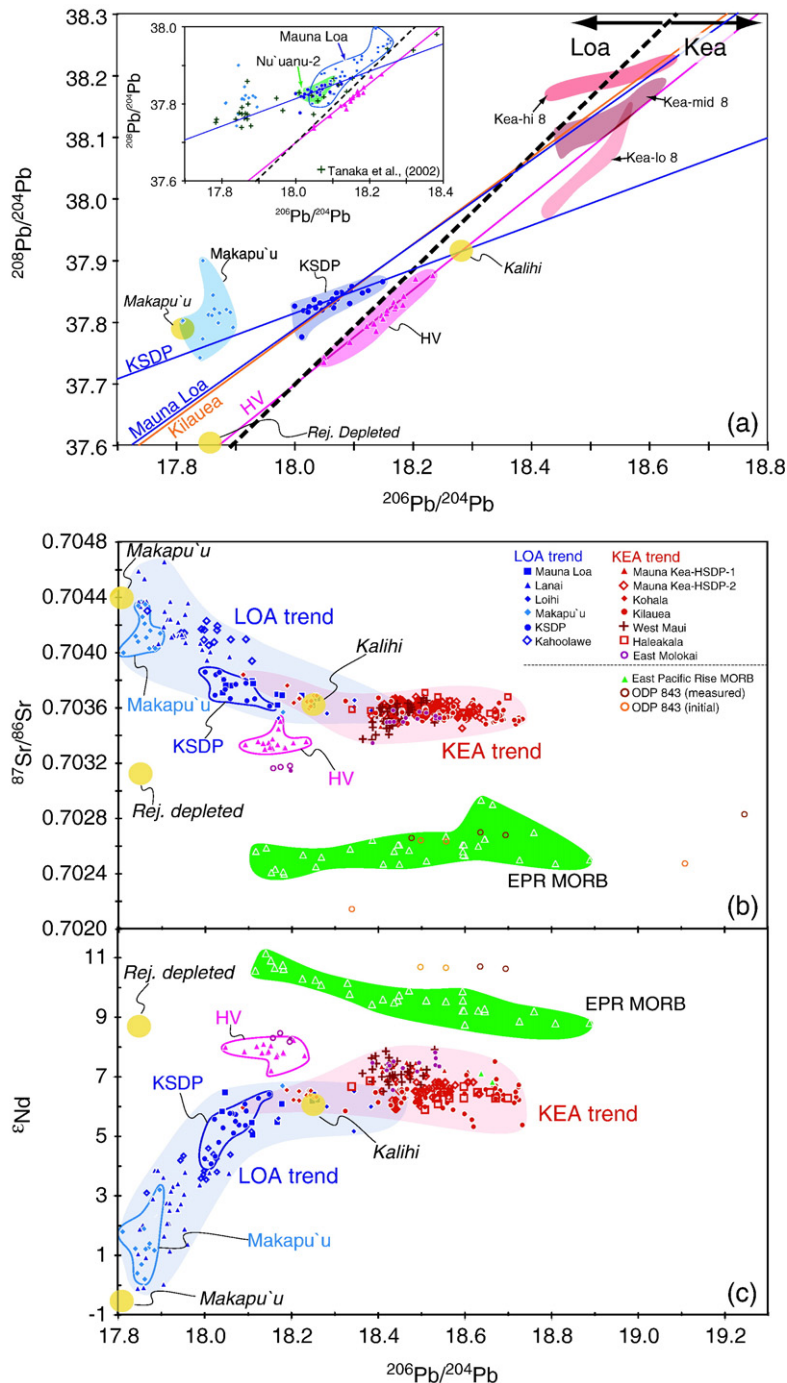 38.3
38.2
38.1
38.0
37.9
37.8
37.7
37.6
208Pb/204Pb
38.0
37.8
37.6
208Pb/204Pb
Mauna Loa
Nu`uanu-2
+ Tanaka et al., (2002)
17.8 18.0 18.2 18.4
206Pb/204Pb
Loa Kea
Kea-hi 8
Kea-mid 8
Kea-lo 8
Makapu`u
Makapu`u
KSDP
Kalihi
HV
KSDP
Mauna Loa
Kilauea
HV
Rej. Depleted
(a)
17.8 18.0 18.2 18.4 18.6 18.8
206Pb/204Pb
0.7048
0.7044
0.7040
0.7036
0.7032
0.7028
0.7024
0.7020
87Sr/86Sr
Makapu`u
LOA trend
Kalihi
Makapu`u
KSDP
HV
KEA trend
Rej. depleted
EPR MORB
(b)
LOA trend
Mauna Loa
Lanai
Loihi
Makapu`u
KSDP
Kahoolawe
KEA trend
Mauna Kea-HSDP-1
Mauna Kea-HSDP-2
Kohala
Kilauea
West Maui
Haleakala
East Molokai
East Pacific Rise MORB
ODP 843 (measured)
ODP 843 (initial)
11
9
7
5
3
1
-1
εNd
Rej. depleted
HV
EPR MORB
KSDP
KEA trend
Kalihi
LOA trend
Makapu`u
Makapu`u
(c)
17.8 18.0 18.2 18.4 18.6 18.8 19.0 19.2
206Pb/204Pb